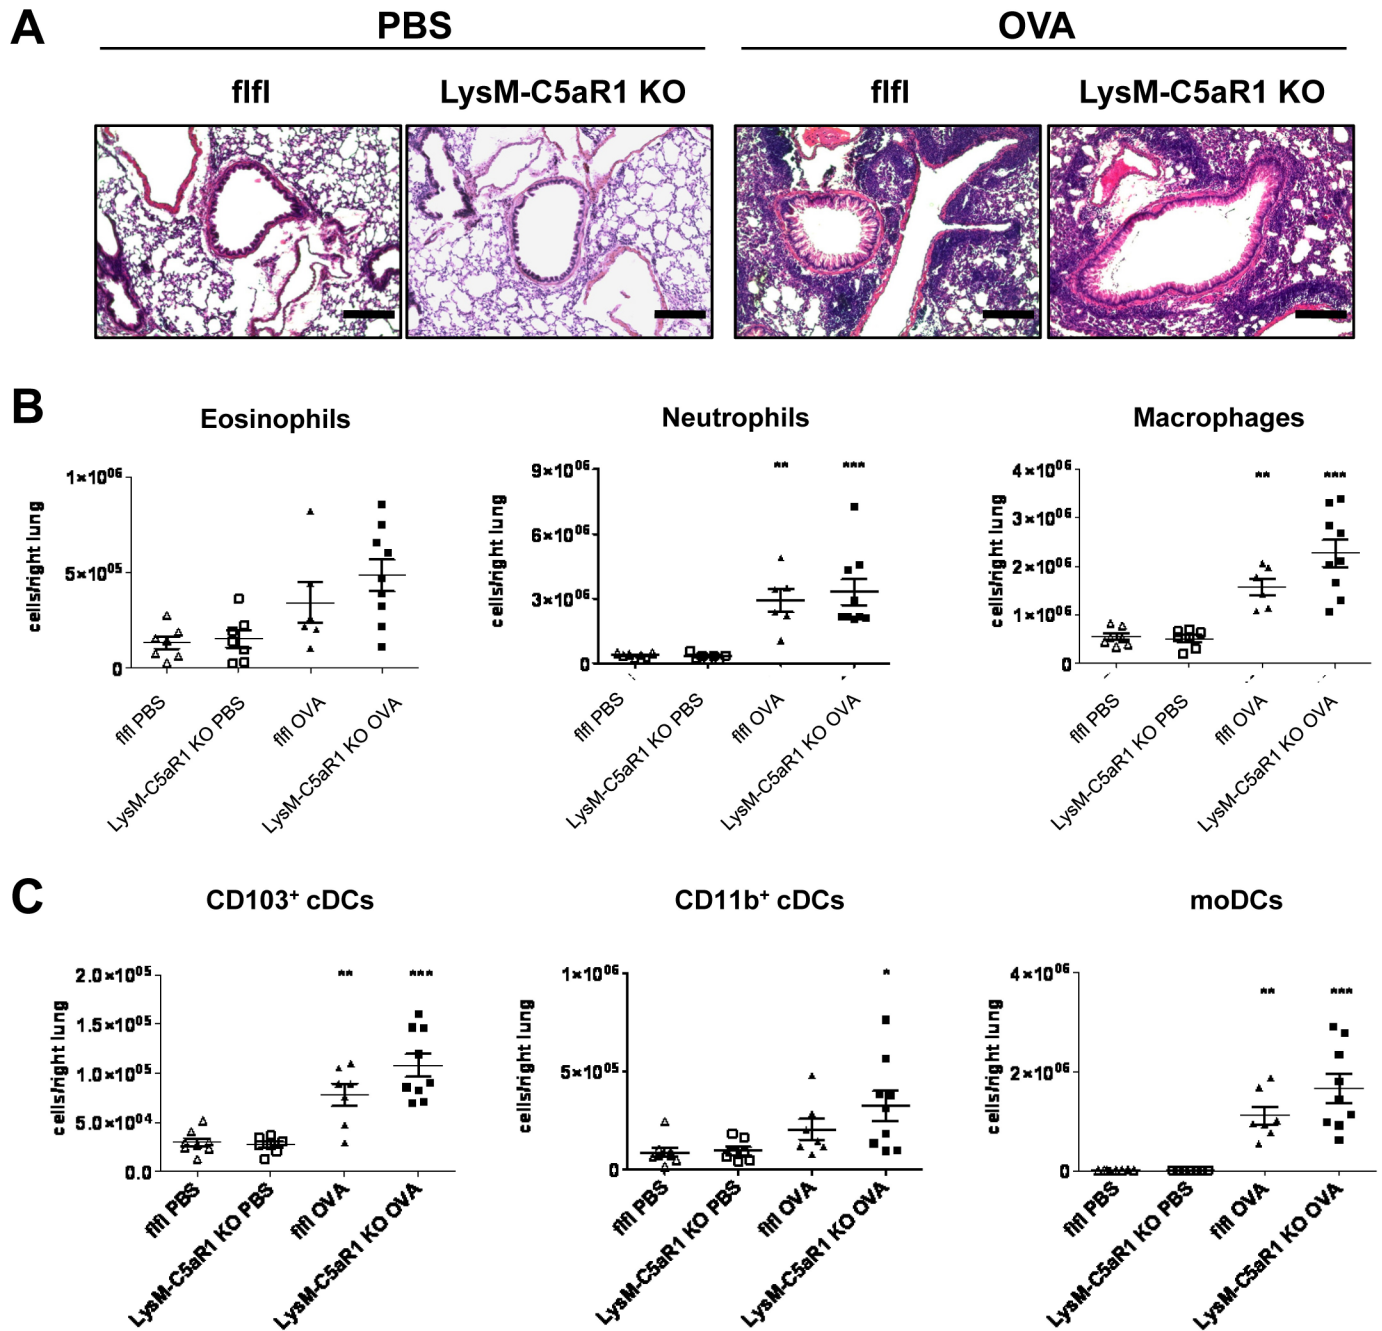 A
PBS
OVA
flfl
LysM-C5aR1 KO
flfl
LysM-C5aR1 KO
B
Eosinophils
cells/right lung
1×10⁰⁶
5×10⁰⁵
0
flfl PBS
LysM-C5aR1 KO PBS
flfl OVA
LysM-C5aR1 KO OVA
Neutrophils
cells/right lung
9×10⁰⁶
6×10⁰⁶
3×10⁰⁶
0
**
***
flfl PBS
LysM-C5aR1 KO PBS
flfl OVA
LysM-C5aR1 KO OVA
Macrophages
cells/right lung
4×10⁰⁶
3×10⁰⁶
2×10⁰⁶
1×10⁰⁶
0
**
***
flfl PBS
LysM-C5aR1 KO PBS
flfl OVA
LysM-C5aR1 KO OVA
C
CD103⁺ cDCs
cells/right lung
2.0×10⁰⁵
1.5×10⁰⁵
1.0×10⁰⁵
5.0×10⁰⁴
0.0
**
***
flfl PBS
LysM-C5aR1 KO PBS
flfl OVA
LysM-C5aR1 KO OVA
CD11b⁺ cDCs
cells/right lung
1×10⁰⁶
5×10⁰⁵
0
*
flfl PBS
LysM-C5aR1 KO PBS
flfl OVA
LysM-C5aR1 KO OVA
moDCs
cells/right lung
4×10⁰⁶
2×10⁰⁶
0
**
***
flfl PBS
LysM-C5aR1 KO PBS
flfl OVA
LysM-C5aR1 KO OVA